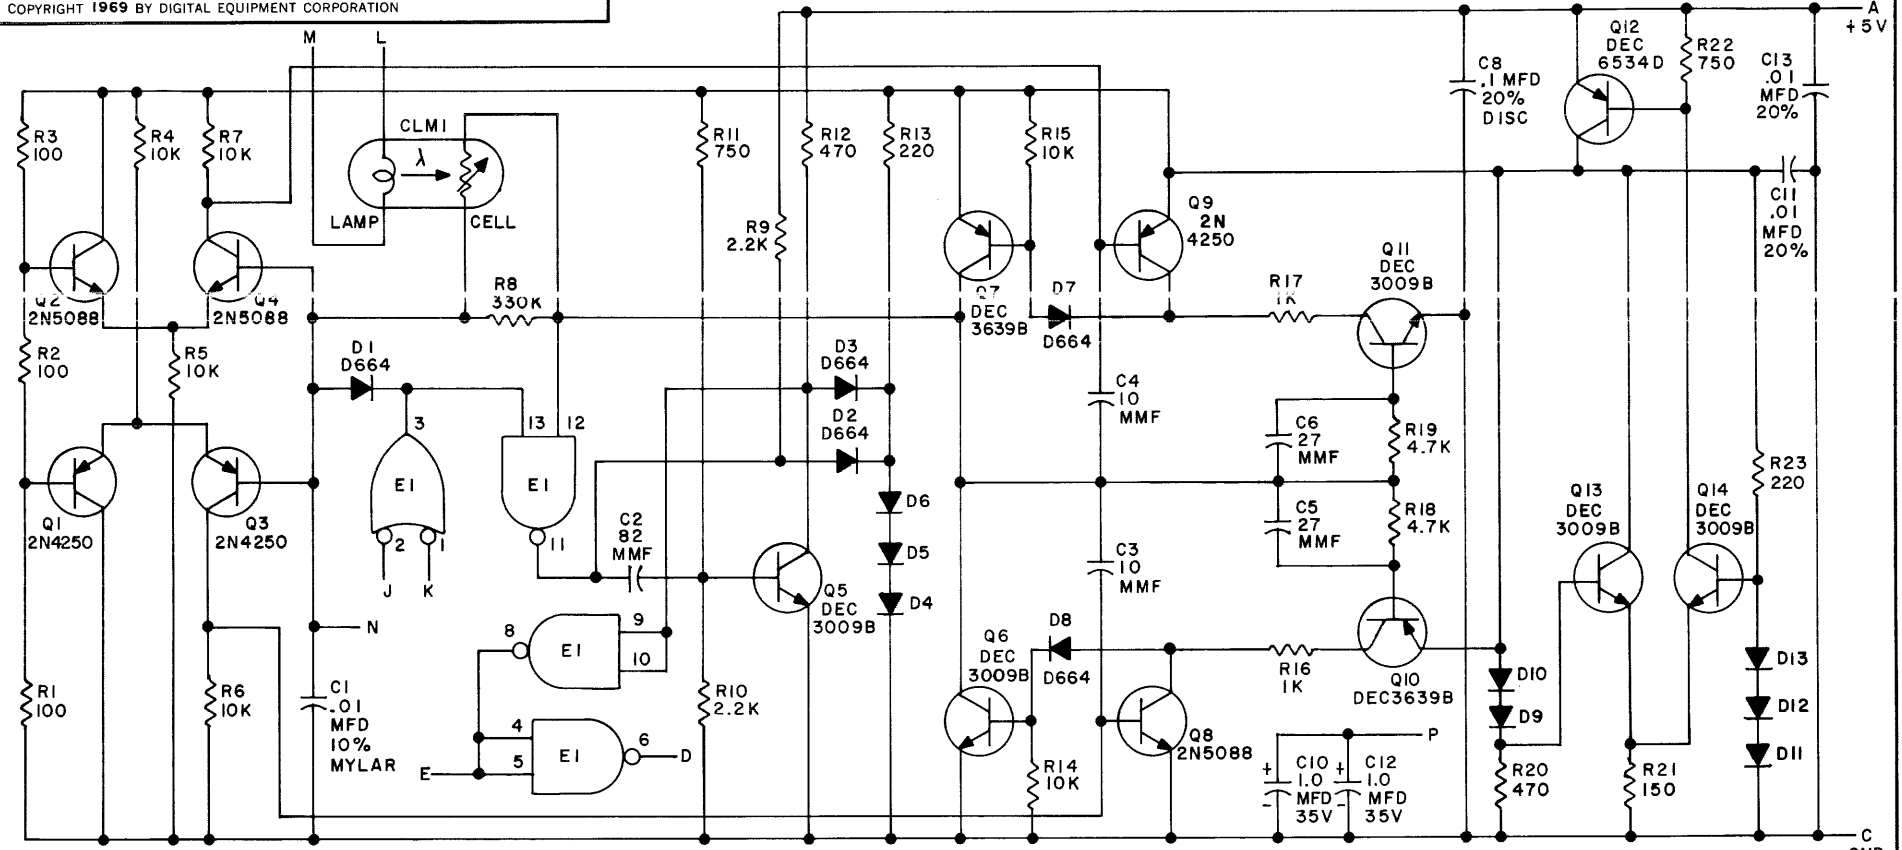 COPYRIGHT 1969 BY DIGITAL EQUIPMENT CORPORATION
M
L
A
+5V
R3
100
R4
10K
R7
10K
CLM1
λ
LAMP
CELL
R11
750
R12
470
R13
220
R15
10K
R9
2.2K
C8
.1 MFD
20%
DISC
Q12
DEC
6534D
R22
750
C13
.01
MFD
20%
C11
.01
MFD
20%
Q9
2N
4250
Q2
2N5088
Q4
2N5088
R8
330K
Q7
DEC
3639B
D7
D664
R17
1K
Q11
DEC
3009B
R2
100
R5
10K
D1
D664
D3
D664
D2
D664
C4
10
MMF
C6
27
MMF
R19
4.7K
3
13
12
E1
E1
2
1
11
J
K
Q1
2N4250
Q3
2N4250
C2
82
MMF
D6
D5
D4
C5
27
MMF
R18
4.7K
C3
10
MMF
Q5
DEC
3009B
Q13
DEC
3009B
Q14
DEC
3009B
R23
220
N
8
E1
9
10
Q6
DEC
3009B
D8
D664
R16
1K
Q10
DEC3639B
D10
D9
D13
D12
D11
R1
100
R6
10K
C1
.01
MFD
10%
MYLAR
4
5
E1
6
D
E
R10
2.2K
R14
10K
Q8
2N5088
P
+
C10
1.0
MFD
35V
-
+
C12
1.0
MFD
35V
-
R20
470
R21
150
C